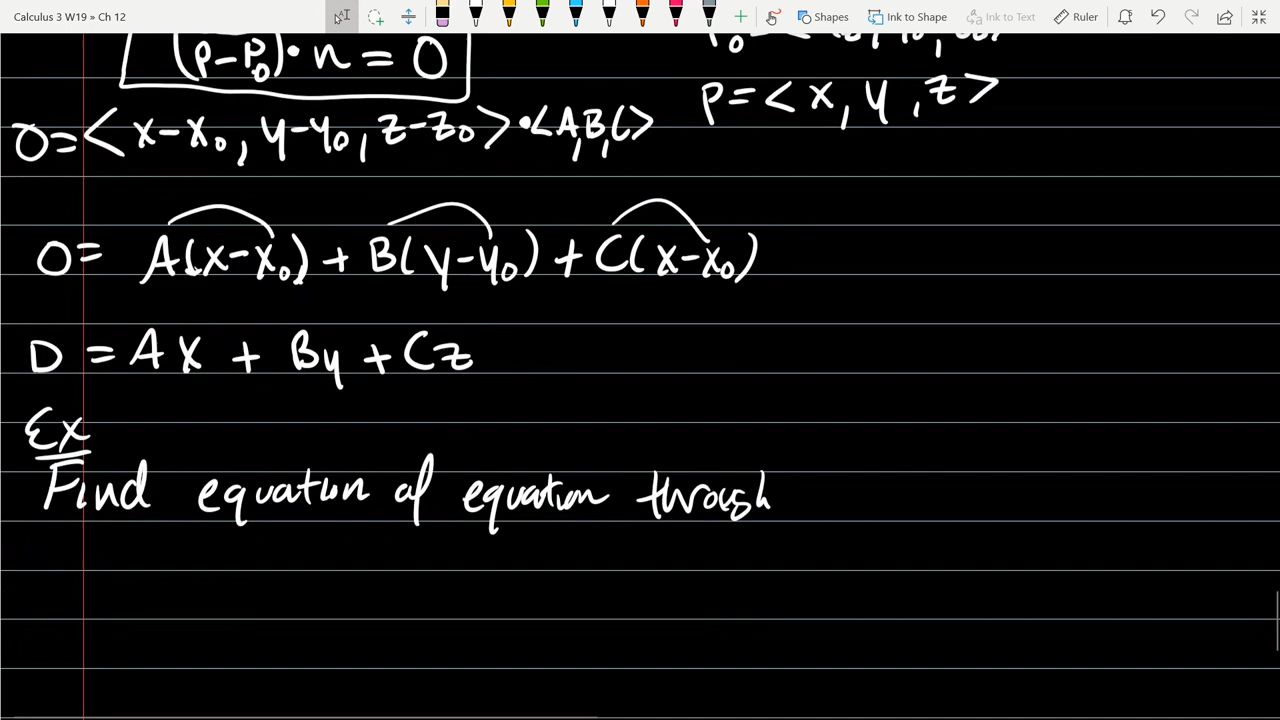 Calculus 3 W19 » Ch 12
Shapes
Ink to Shape
Ink to Text
Ruler
(P-P₀)•n = 0
P = <x, y, z>
0 = <x-x₀, y-y₀, z-z₀>•<A,B,C>
0 = A(x-x₀) + B(y-y₀) + C(x-x₀)
D = Ax + By + Cz
Ex
Find equation of equation through